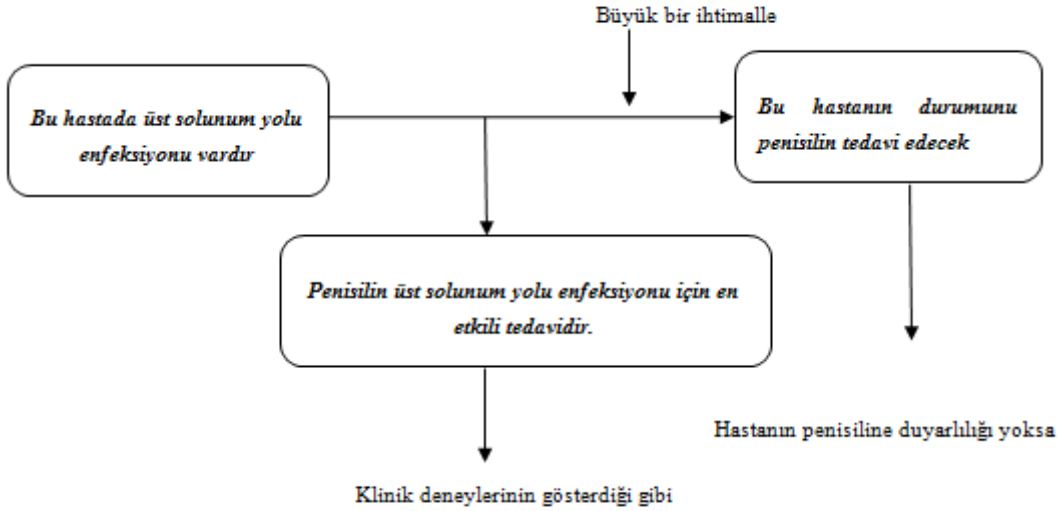 Büyük bir ihtimalle
Bu hastada üst solunum yolu
enfeksiyonu vardır
Bu hastanın durumunu
penisilin tedavi edecek
Penisilin üst solunum yolu enfeksiyonu için en
etkili tedavidir.
Hastanın penisiline duyarlılığı yoksa
Klinik deneylerinin gösterdiği gibi